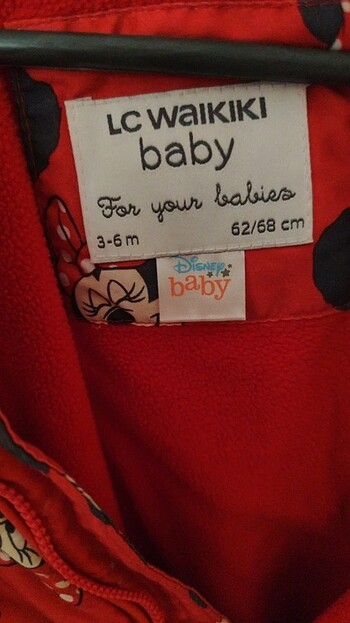 LC WAIKIKI
baby
For your babies
3-6 m 62/68 cm
Disney
baby